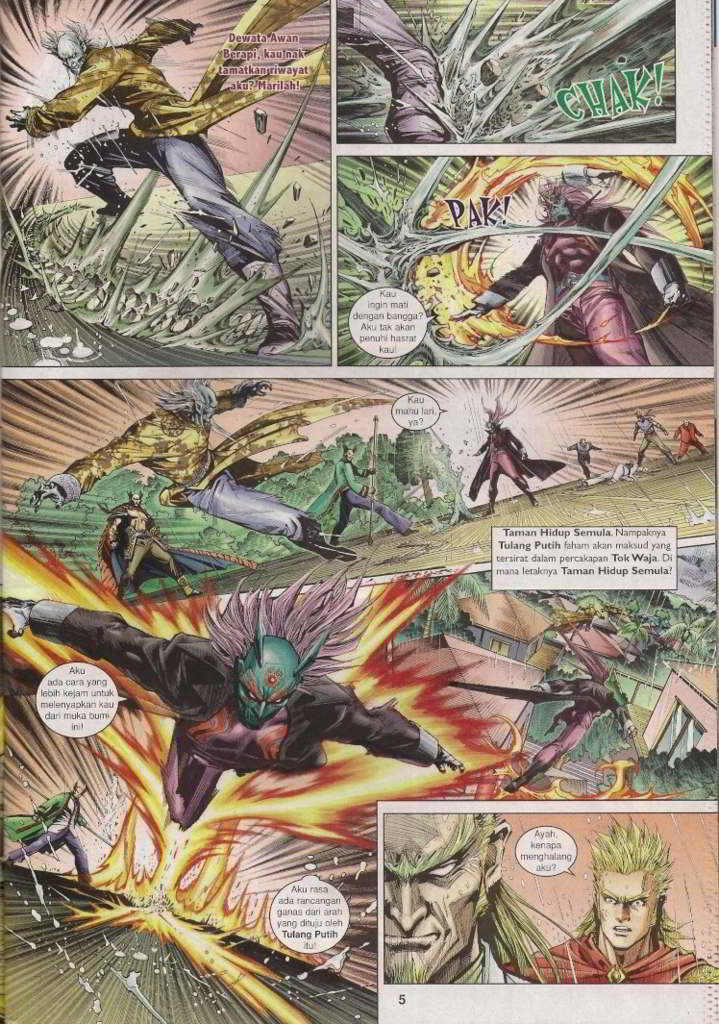 Dewata Awan
Berapi, kau nak
tamatkan riwayat
aku? Marilah!
CHAK!
PAK!
Kau
ingin mati
dengan bangga?
Aku tak akan
penuhi hasrat
kau!
Kau
mahu lari,
ya?
Taman Hidup Semula. Nampaknya
Tulang Putih faham akan maksud yang
tersirat dalam percakapan Tok Waja. Di
mana letaknya Taman Hidup Semula?
Aku
ada cara yang
lebih kejam untuk
melenyapkan kau
dari muka bumi
ini!
Aku rasa
ada rancangan
ganas dari arah
yang dituju oleh
Tulang Putih
itu!
Ayah,
kenapa
menghalang
aku?
5